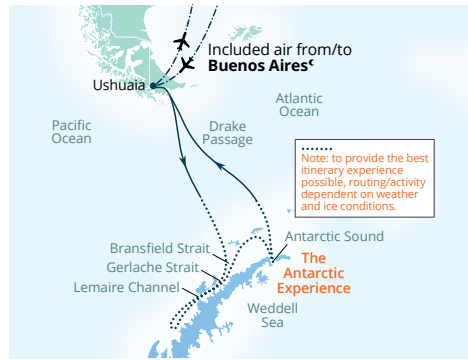 Included air from/to
Buenos Aires
Ushuaia
Atlantic
Ocean
Pacific
Ocean
Drake
Passage
Note: to provide the best
itinerary experience
possible, routing/activity
dependent on weather
and ice conditions.
Antarctic Sound
Bransfield Strait
The
Antarctic
Experience
Gerlache Strait
Lemaire Channel
Weddell
Sea